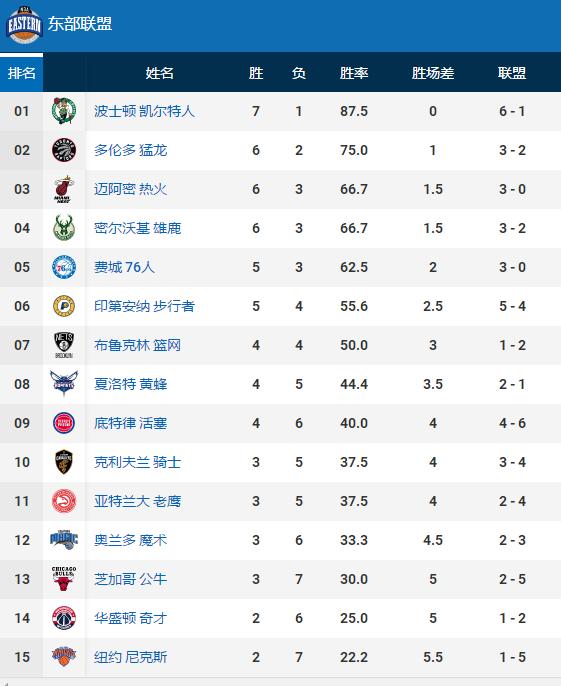 NBA
EASTERN
东部联盟
排名 姓名 胜 负 胜率 胜场差 联盟
01 波士顿 凯尔特人 7 1 87.5 0 6 - 1
02 多伦多 猛龙 6 2 75.0 1 3 - 2
03 MIAMI HEAT 迈阿密 热火 6 3 66.7 1.5 3 - 0
04 密尔沃基 雄鹿 6 3 66.7 1.5 3 - 2
05 76 费城 76人 5 3 62.5 2 3 - 0
06 印第安纳 步行者 5 4 55.6 2.5 5 - 4
07 NETS BROOKLYN 布鲁克林 篮网 4 4 50.0 3 1 - 2
08 夏洛特 黄蜂 4 5 44.4 3.5 2 - 1
09 底特律 活塞 4 6 40.0 4 4 - 6
10 克利夫兰 骑士 3 5 37.5 4 3 - 4
11 亚特兰大 老鹰 3 5 37.5 4 2 - 4
12 MAGIC 奥兰多 魔术 3 6 33.3 4.5 2 - 3
13 CHICAGO BULLS 芝加哥 公牛 3 7 30.0 5 2 - 5
14 华盛顿 奇才 2 6 25.0 5 1 - 2
15 纽约 尼克斯 2 7 22.2 5.5 1 - 5